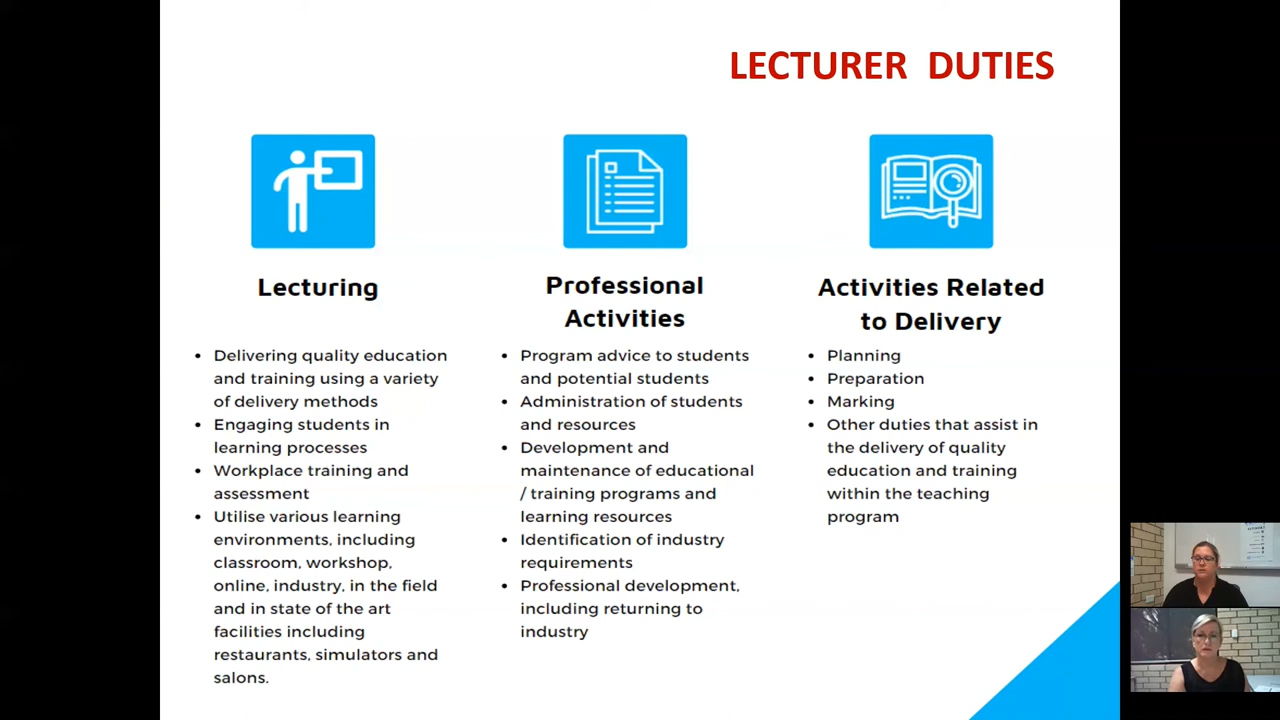 LECTURER DUTIES
Lecturing
• Delivering quality education
and training using a variety
of delivery methods
• Engaging students in
learning processes
• Workplace training and
assessment
• Utilise various learning
environments, including
classroom, workshop,
online, industry, in the field
and in state of the art
facilities including
restaurants, simulators and
salons.
Professional
Activities
• Program advice to students
and potential students
• Administration of students
and resources
• Development and
maintenance of educational
/ training programs and
learning resources
• Identification of industry
requirements
• Professional development,
including returning to
industry
Activities Related
to Delivery
• Planning
• Preparation
• Marking
• Other duties that assist in
the delivery of quality
education and training
within the teaching
program